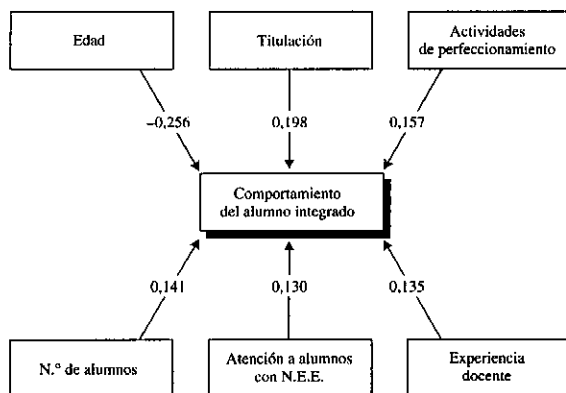 Edad
Titulación
Actividades
de perfeccionamiento
–0,256
0,198
0,157
Comportamiento
del alumno integrado
0,141
0,130
0,135
N.º de alumnos
Atención a alumnos
con N.E.E.
Experiencia
docente